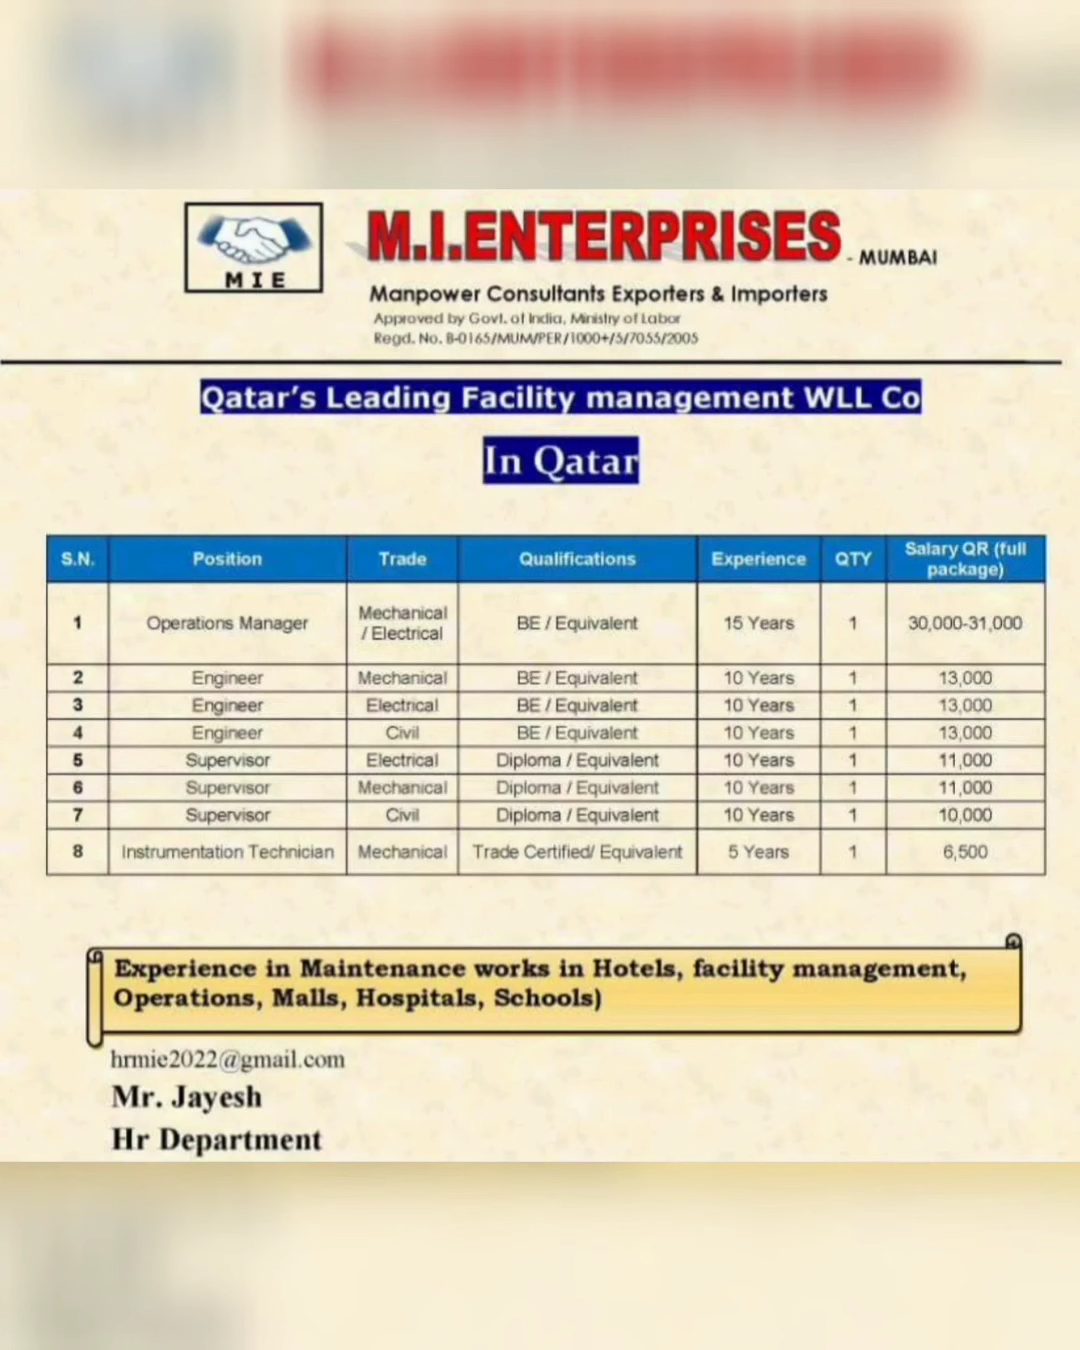 MIE
M.I.ENTERPRISES - MUMBAI
Manpower Consultants Exporters & Importers
Approved by Govt. of India, Ministry of Labor
Regd. No. B-0165/MUM/PER/1000+/5/7055/2005
Qatar's Leading Facility management WLL Co
In Qatar
S.N. Position Trade Qualifications Experience QTY Salary QR (full package)
1 Operations Manager Mechanical / Electrical BE / Equivalent 15 Years 1 30,000-31,000
2 Engineer Mechanical BE / Equivalent 10 Years 1 13,000
3 Engineer Electrical BE / Equivalent 10 Years 1 13,000
4 Engineer Civil BE / Equivalent 10 Years 1 13,000
5 Supervisor Electrical Diploma / Equivalent 10 Years 1 11,000
6 Supervisor Mechanical Diploma / Equivalent 10 Years 1 11,000
7 Supervisor Civil Diploma / Equivalent 10 Years 1 10,000
8 Instrumentation Technician Mechanical Trade Certified/ Equivalent 5 Years 1 6,500
Experience in Maintenance works in Hotels, facility management,
Operations, Malls, Hospitals, Schools)
hrmie2022@gmail.com
Mr. Jayesh
Hr Department